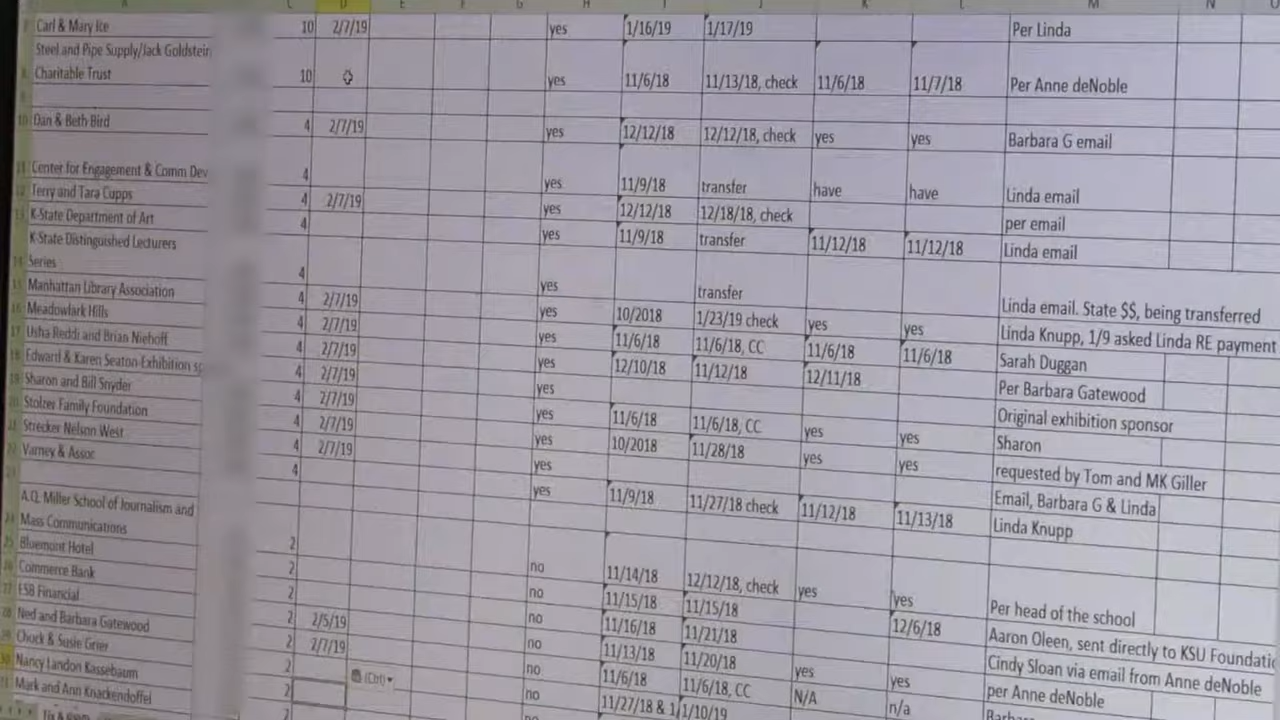 A C D E F G H I J K L M N
Carl & Mary Ice 10 2/7/19 yes 1/16/19 1/17/19 Per Linda
Steel and Pipe Supply/Jack Goldstein
Charitable Trust 10 yes 11/6/18 11/13/18, check 11/6/18 11/7/18 Per Anne deNoble
Dan & Beth Bird 4 2/7/19 yes 12/12/18 12/12/18, check yes yes Barbara G email
Center for Engagement & Comm Dev 4 yes 11/9/18 transfer have have Linda email
Terry and Tara Cupps 4 2/7/19 yes 12/12/18 12/18/18, check per email
K-State Department of Art 4 yes 11/9/18 transfer 11/12/18 11/12/18 Linda email
K-State Distinguished Lecturers
Series 4 yes transfer Linda email. State $$, being transferred
Manhattan Library Association 4 2/7/19 yes 10/2018 1/23/19 check yes yes Linda Knupp, 1/9 asked Linda RE payment
Meadowlark Hills 4 2/7/19 yes 11/6/18 11/6/18, CC 11/6/18 11/6/18 Sarah Duggan
Usha Reddi and Brian Niehoff 4 2/7/19 yes 12/10/18 11/12/18 12/11/18 Per Barbara Gatewood
Edward & Karen Seaton-Exhibition sp 4 2/7/19 yes Original exhibition sponsor
Sharon and Bill Snyder 4 2/7/19 yes 11/6/18 11/6/18, CC yes yes Sharon
Stolzer Family Foundation 4 2/7/19 yes 10/2018 11/28/18 yes yes requested by Tom and MK Giller
Strecker Nelson West 4 2/7/19 yes Email, Barbara G & Linda
Varney & Assor 4 yes 11/9/18 11/27/18 check 11/12/18 11/13/18 Linda Knupp
A.Q. Miller School of Journalism and
Mass Communications 2 no 11/14/18 12/12/18, check yes yes Per head of the school
Bluemont Hotel 2 no 11/15/18 11/15/18 12/6/18 Aaron Oleen, sent directly to KSU Foundatio
Commerce Bank 2 no 11/16/18 11/21/18 Cindy Sloan via email from Anne deNoble
ESB Financial 2 2/5/19 no 11/13/18 11/20/18 yes yes per Anne deNoble
Ned and Barbara Gatewood 2 2/7/19 no 11/6/18 11/6/18, CC N/A n/a Barba
Chuck & Susie Grier 2 (Ctrl) no 11/27/18 & 1/ 1/10/19
Nancy Landon Kassebaum 2 no
Mark and Ann Knackendoffel 2